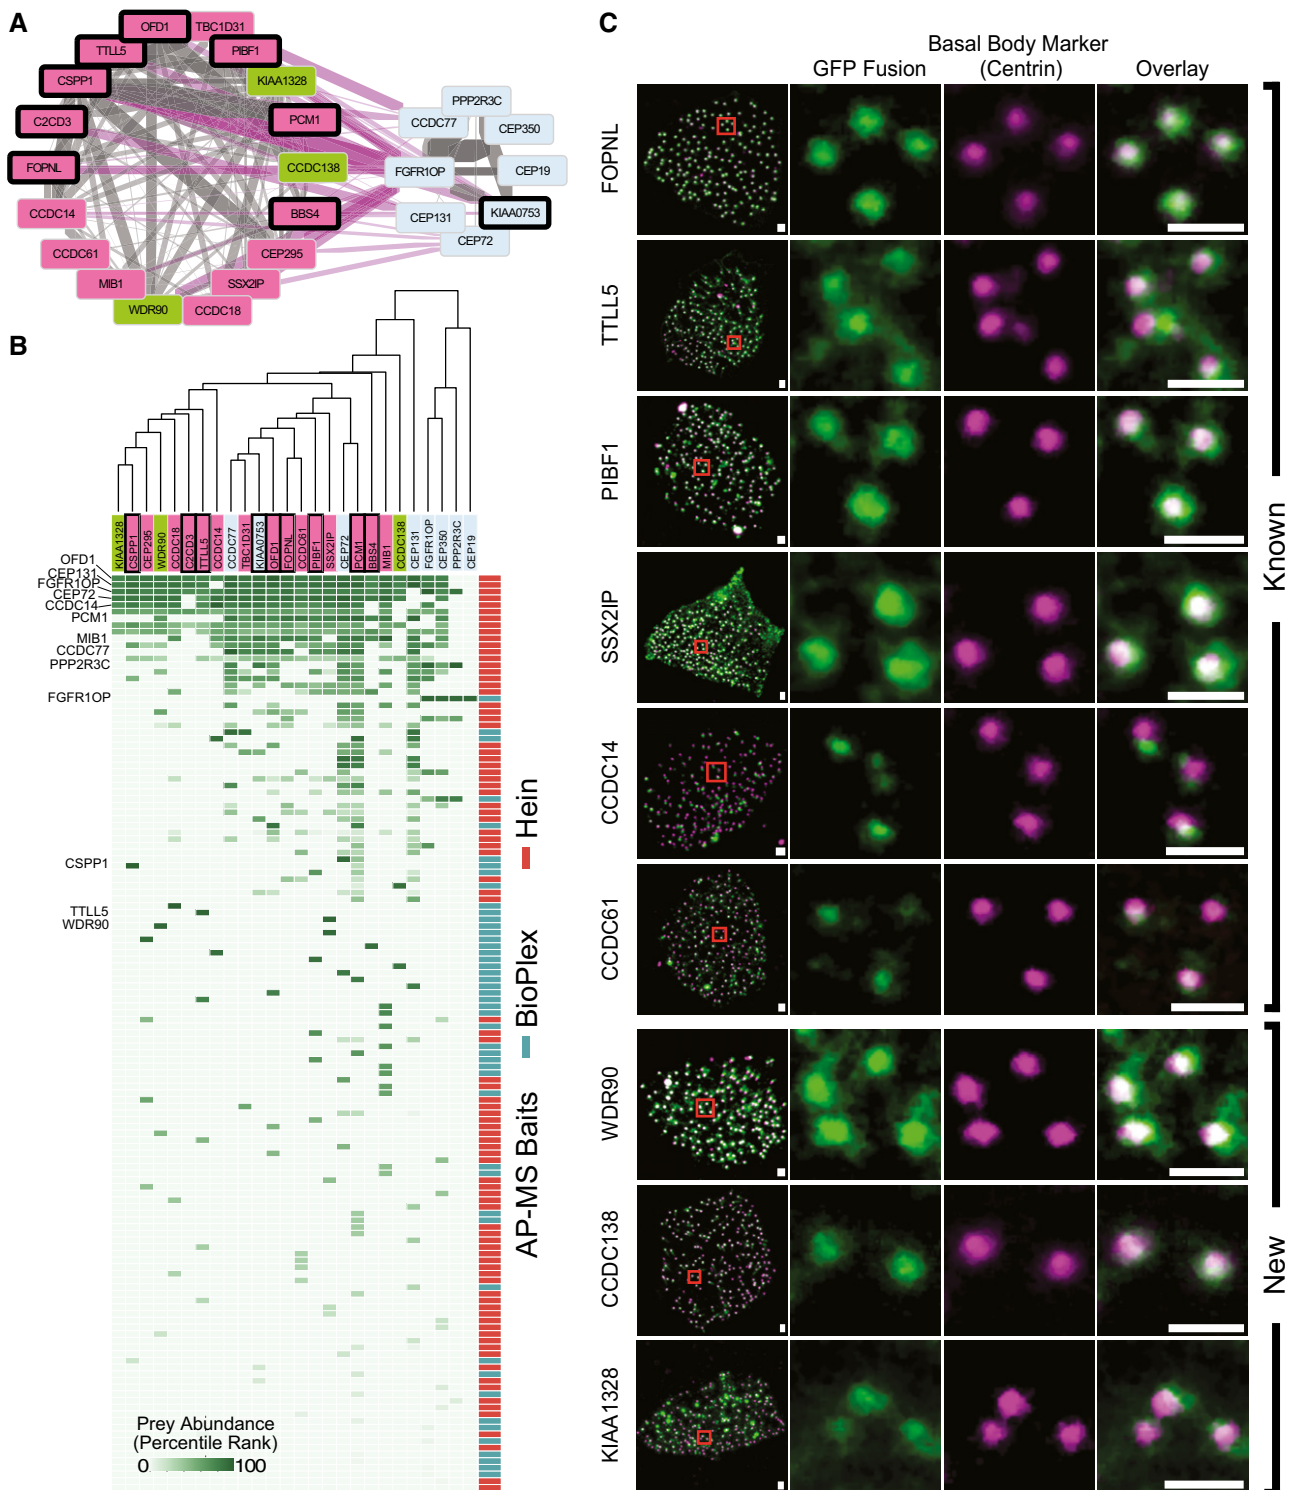 A
OFD1
TBC1D31
TTLL5
PIBF1
CSPP1
KIAA1328
C2CD3
PCM1
FOPNL
CCDC138
CCDC14
BBS4
CCDC61
CEP295
MIB1
SSX2IP
WDR90
CCDC18
PPP2R3C
CCDC77
CEP350
FGFR1OP
CEP19
CEP131
KIAA0753
CEP72
B
KIAA1328
CSPP1
CEP295
WDR90
CCDC18
C2CD3
TTLL5
CCDC14
CCDC77
TBC1D31
KIAA0753
OFD1
FOPNL
CCDC61
PIBF1
SSX2IP
CEP72
PCM1
BBS4
MIB1
CCDC138
CEP131
FGFR1OP
CEP350
PPP2R3C
CEP19
OFD1
CEP131
FGFR1OP
CEP72
CCDC14
PCM1
MIB1
CCDC77
PPP2R3C
FGFR1OP
CSPP1
TTLL5
WDR90
AP-MS Baits
BioPlex
Hein
Prey Abundance
(Percentile Rank)
0
100
C
GFP Fusion
Basal Body Marker
(Centrin)
Overlay
FOPNL
TTLL5
PIBF1
SSX2IP
CCDC14
CCDC61
WDR90
CCDC138
KIAA1328
Known
New